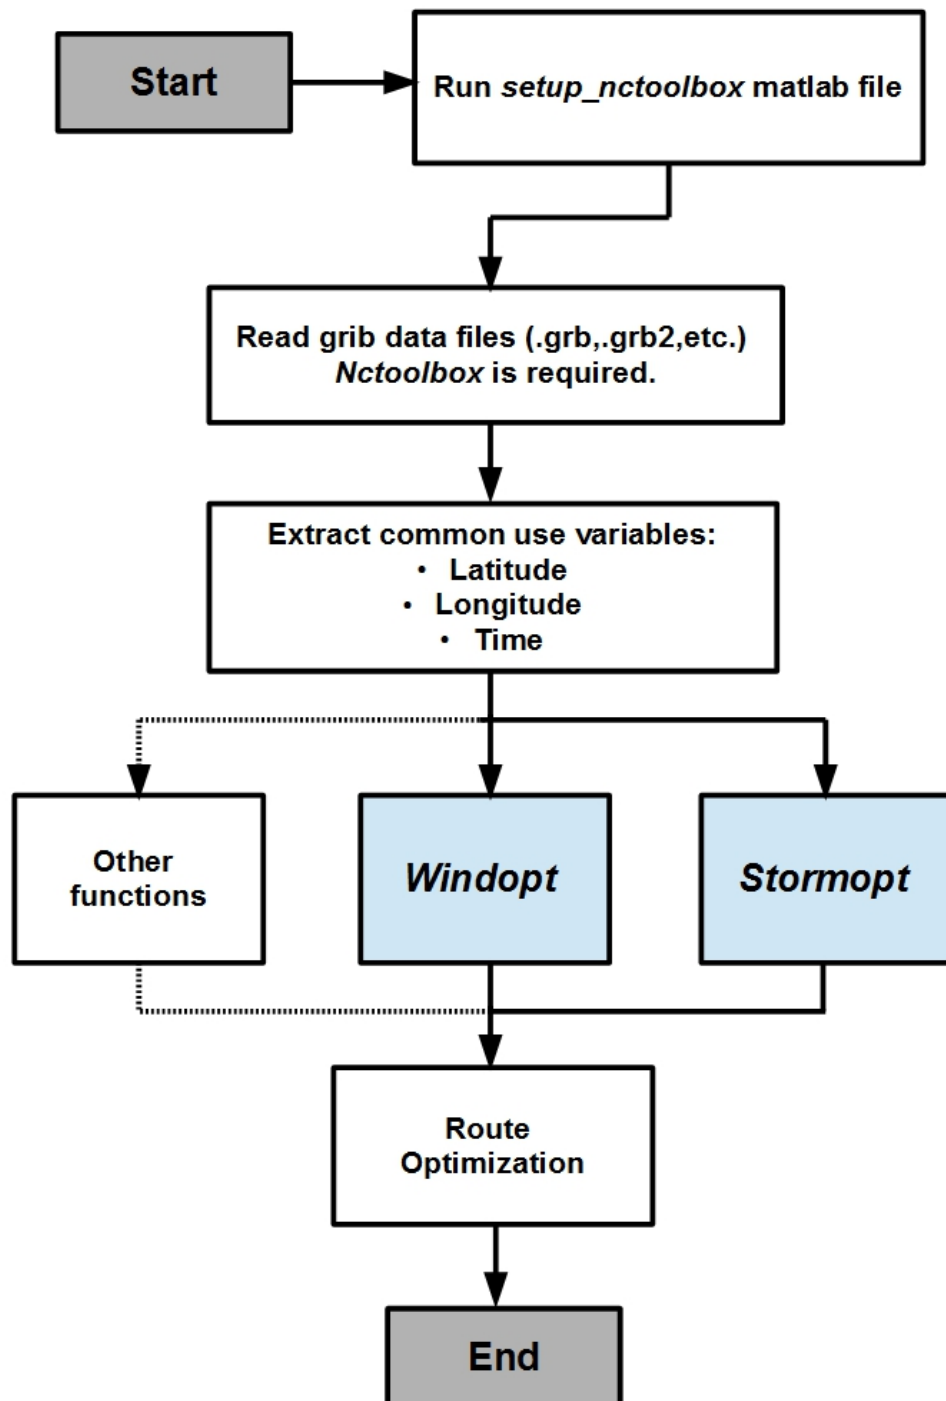 Start
Run setup_nctoolbox matlab file
Read grib data files (.grb,.grb2,etc.)
Nctoolbox is required.
Extract common use variables:
• Latitude
• Longitude
• Time
Other
functions
Windopt
Stormopt
Route
Optimization
End